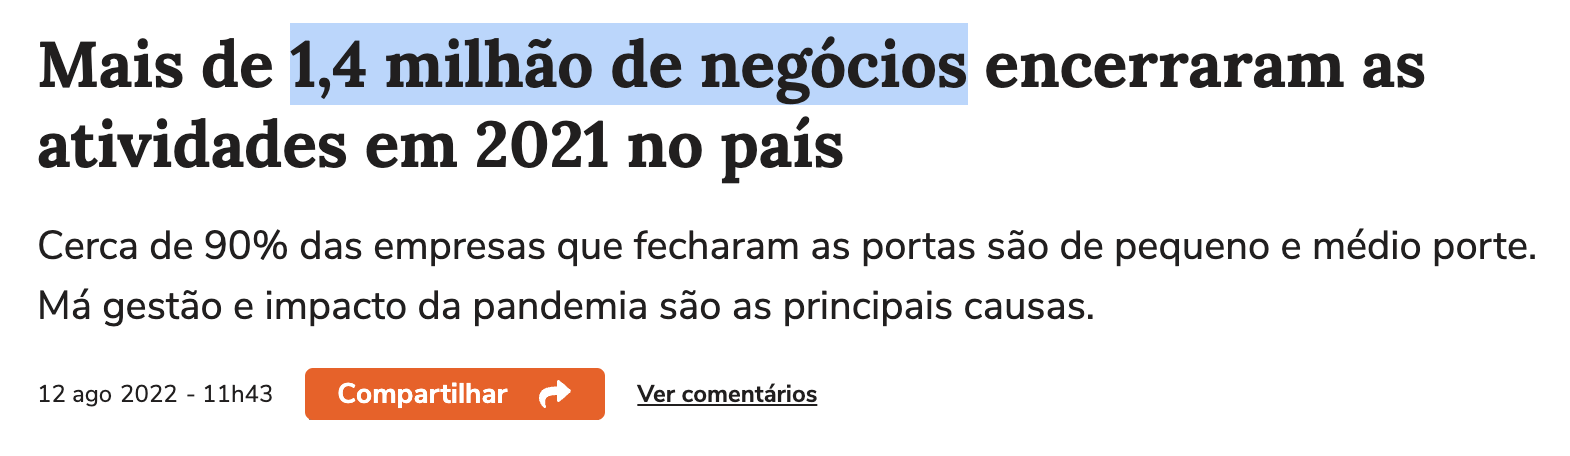 Mais de 1,4 milhão de negócios encerraram as
atividades em 2021 no país
Cerca de 90% das empresas que fecharam as portas são de pequeno e médio porte.
Má gestão e impacto da pandemia são as principais causas.
12 ago 2022 - 11h43 Compartilhar Ver comentários